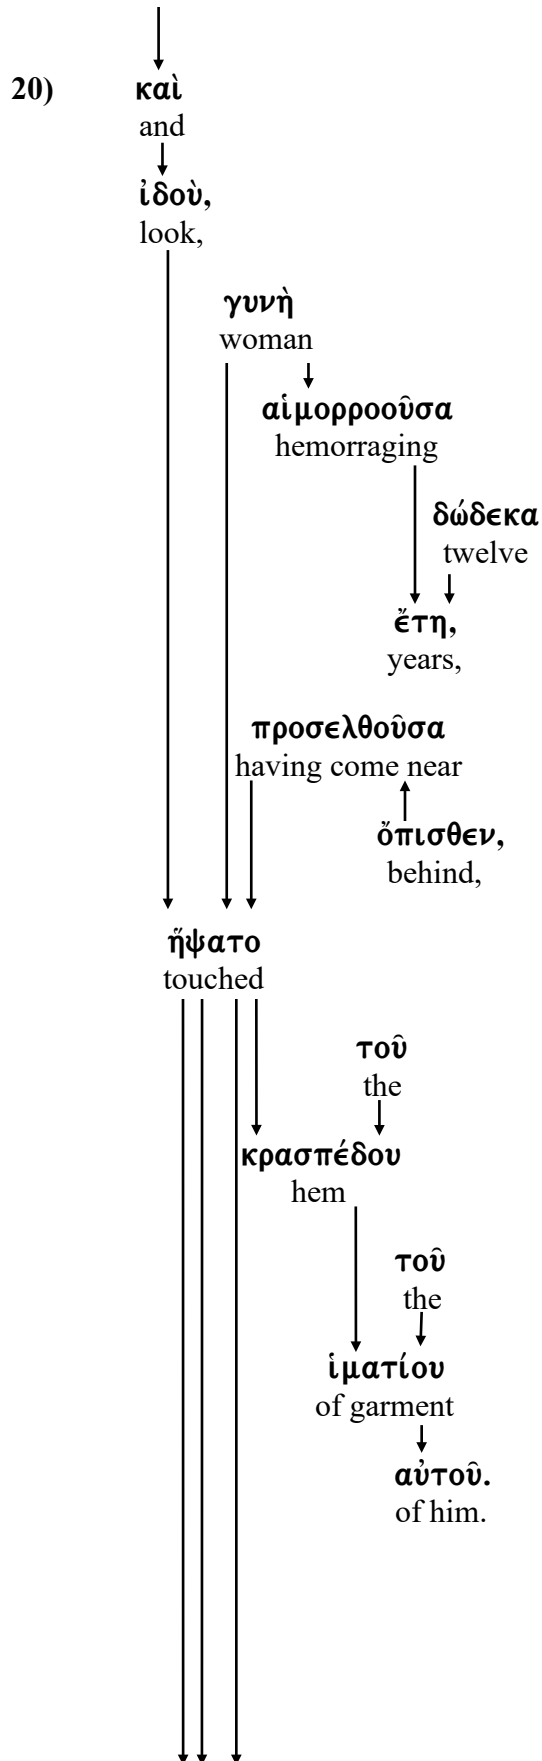 20) καὶ
and
ἰδοὺ,
look,
γυνὴ
woman
αἱμορροοῦσα
hemorraging
δώδεκα
twelve
ἔτη,
years,
προσελθοῦσα
having come near
ὄπισθεν,
behind,
ἥψατο
touched
τοῦ
the
κρασπέδου
hem
τοῦ
the
ἱματίου
of garment
αὐτοῦ.
of him.